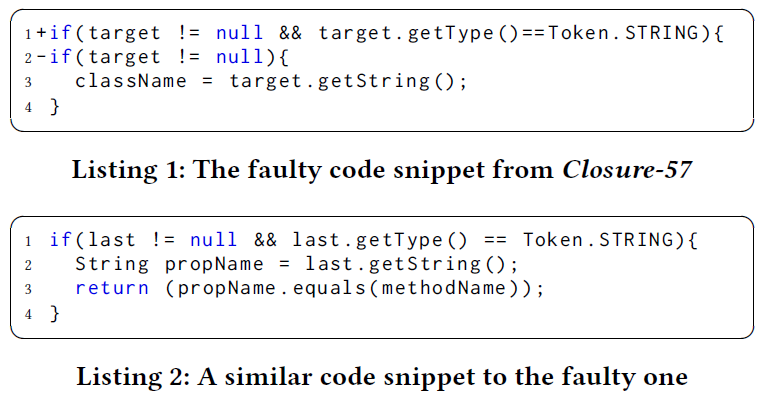 1 +if(target != null && target.getType()==Token.STRING){
2 -if(target != null){
3 className = target.getString();
4 }
Listing 1: The faulty code snippet from Closure-57
1 if(last != null && last.getType() == Token.STRING){
2 String propName = last.getString();
3 return (propName.equals(methodName));
4 }
Listing 2: A similar code snippet to the faulty one